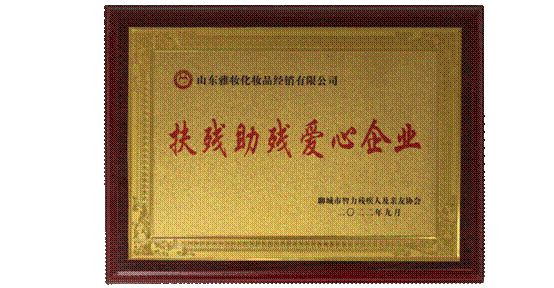 山东雅牧化妆品经销有限公司
扶残助残爱心企业
聊城市智力残疾人及亲友协会
二〇二二年九月